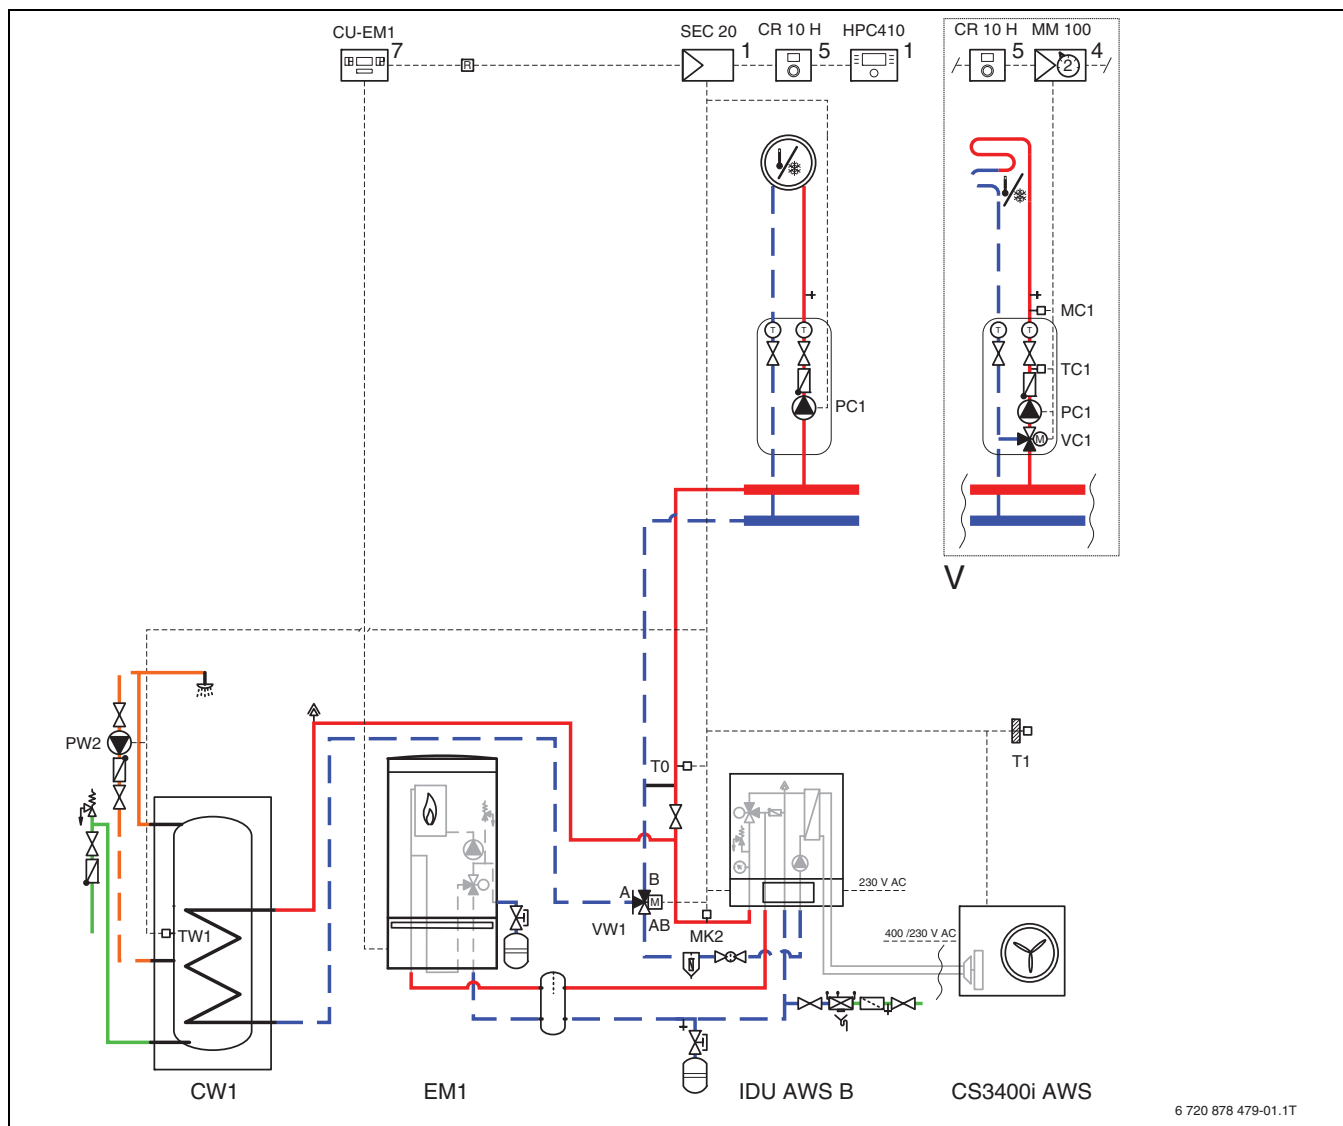 CU-EM1
7
R
SEC 20
1
CR 10 H
5
HPC410
1
CR 10 H
5
MM 100
2
4
T
T
PC1
T
T
MC1
TC1
PC1
M
VC1
V
PW2
T0
T1
A
B
M
VW1
AB
MK2
230 V AC
400 /230 V AC
TW1
CW1
EM1
IDU AWS B
CS3400i AWS
6 720 878 479-01.1T